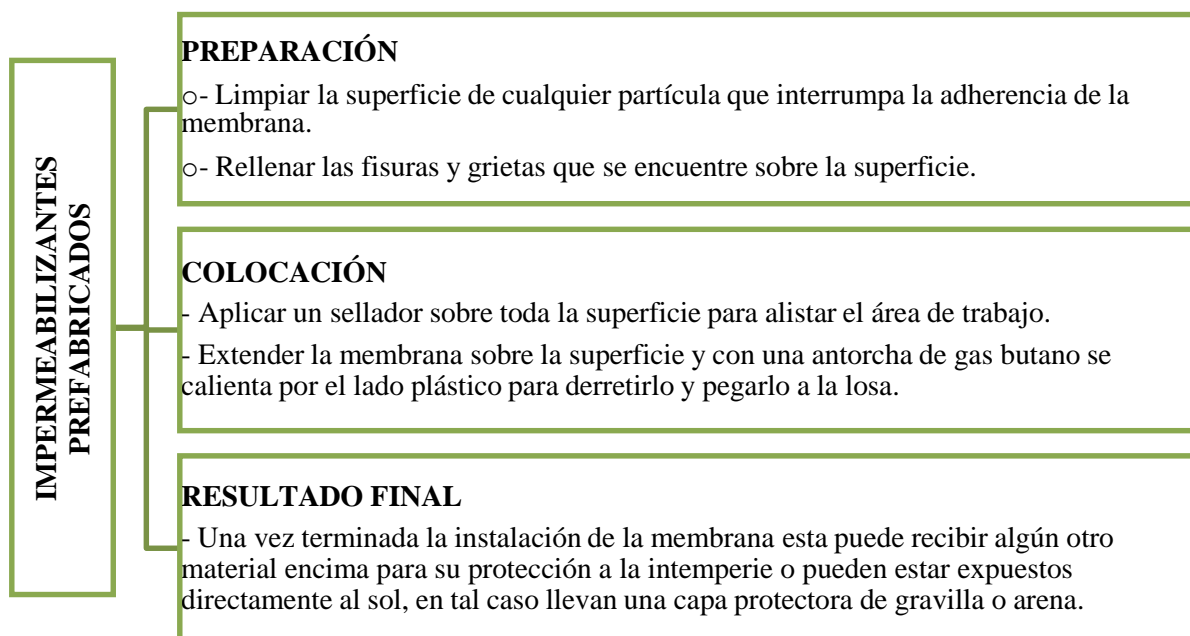 IMPERMEABILIZANTES
PREFABRICADOS
PREPARACIÓN
o- Limpiar la superficie de cualquier partícula que interrumpa la adherencia de la
membrana.
o- Rellenar las fisuras y grietas que se encuentre sobre la superficie.
COLOCACIÓN
- Aplicar un sellador sobre toda la superficie para alistar el área de trabajo.
- Extender la membrana sobre la superficie y con una antorcha de gas butano se
calienta por el lado plástico para derretirlo y pegarlo a la losa.
RESULTADO FINAL
- Una vez terminada la instalación de la membrana esta puede recibir algún otro
material encima para su protección a la intemperie o pueden estar expuestos
directamente al sol, en tal caso llevan una capa protectora de gravilla o arena.